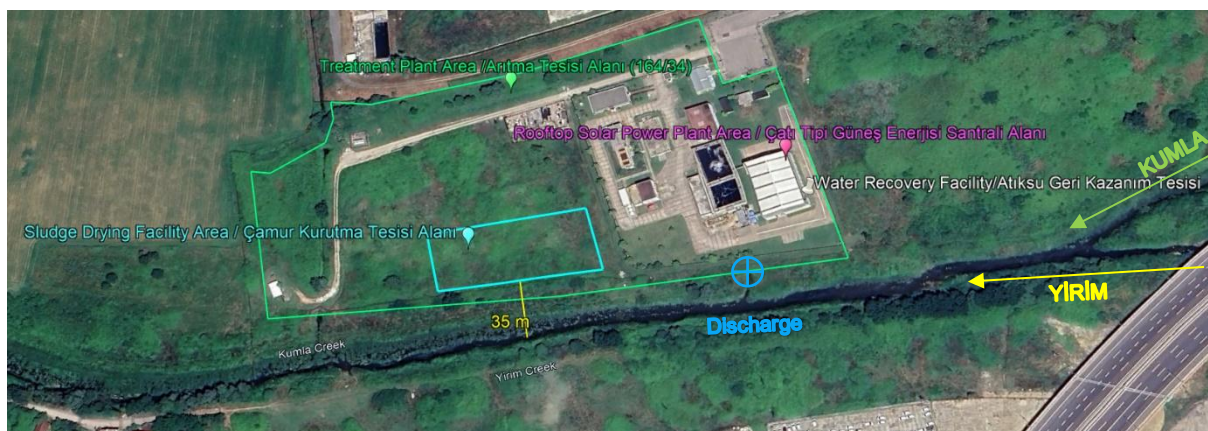 Treatment Plant Area /Arıtma Tesisi Alanı (164/34)
Rooftop Solar Power Plant Area / Çatı Tipi Güneş Enerjisi Santrali Alanı
KUMLA
Water Recovery Facility/Atıksu Geri Kazanım Tesisi
Sludge Drying Facility Area / Çamur Kurutma Tesisi Alanı
YİRİM
35 m
Discharge
Kumla Creek
Yirim Creek